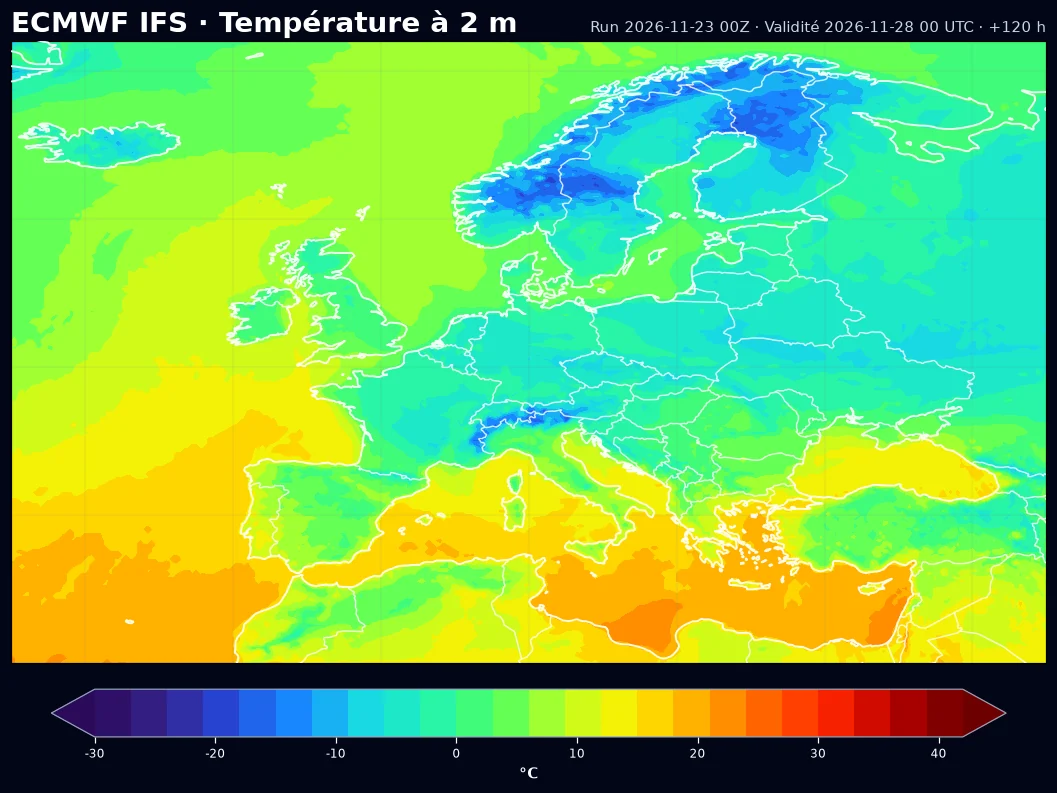 ECMWF IFS · Température à 2 m
Run 2026-11-23 00Z · Validité 2026-11-28 00 UTC · +120 h
-30 -20 -10 0 10 20 30 40
°C